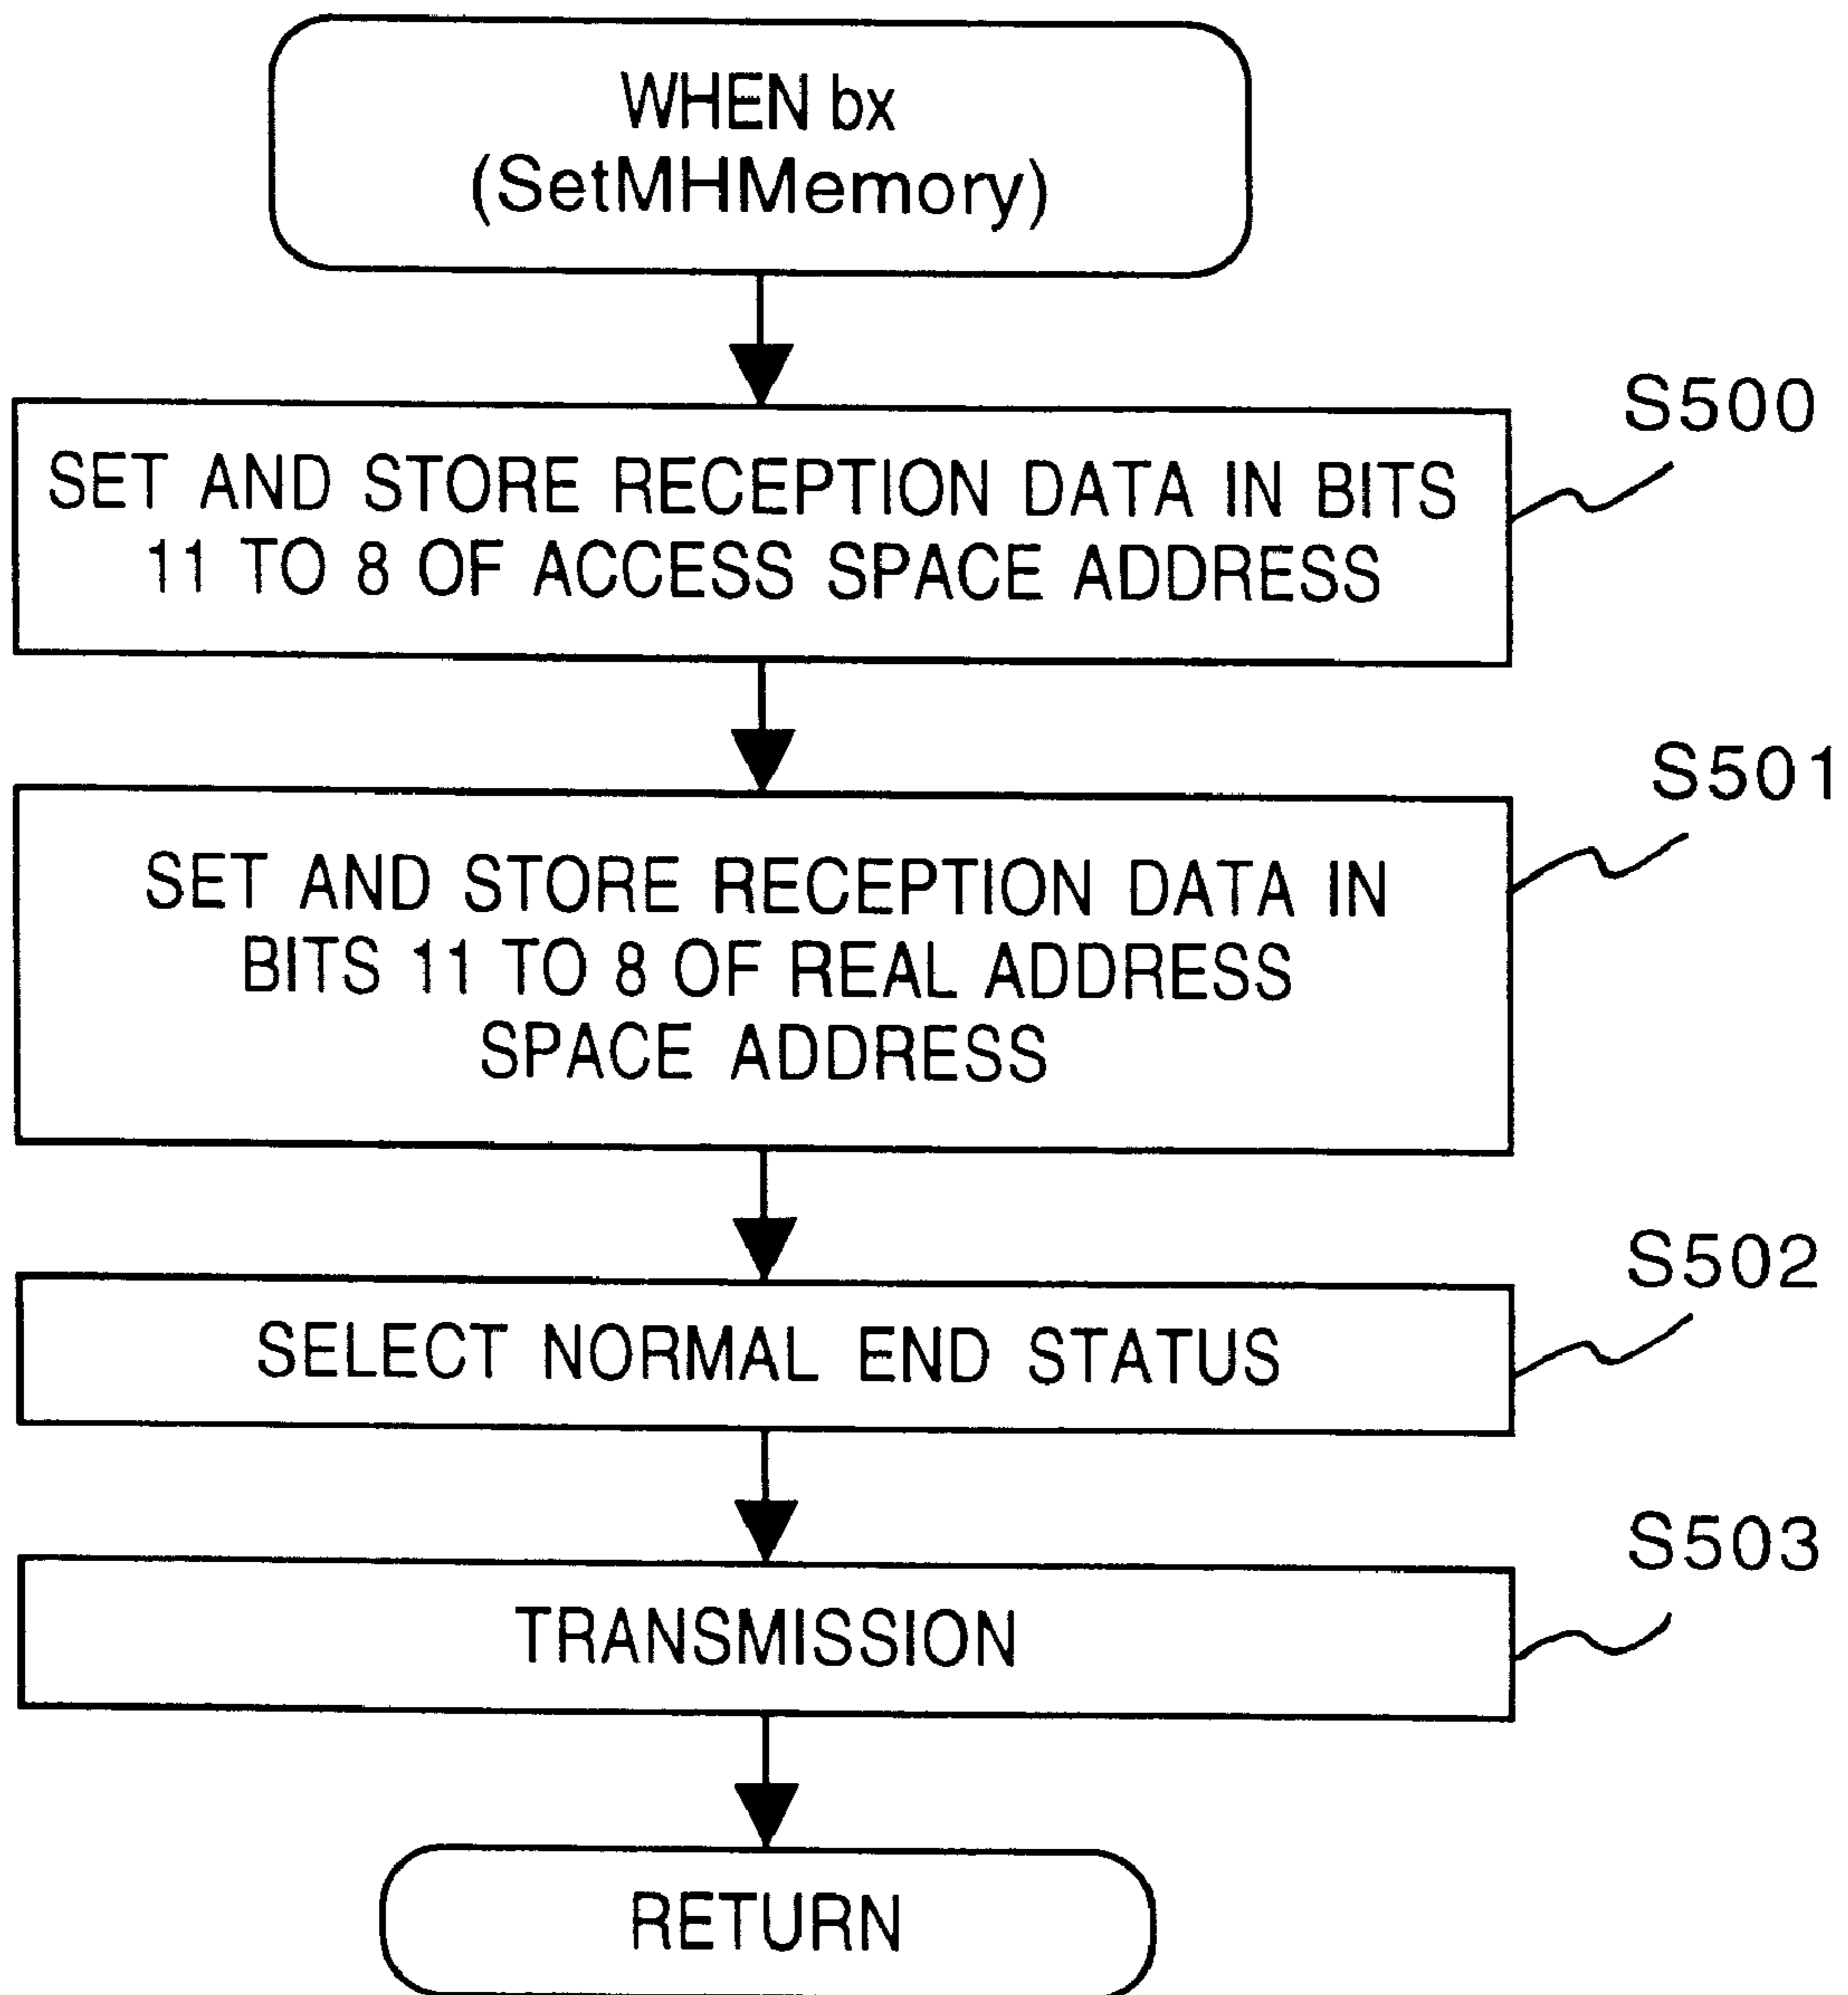 WHEN bx
(SetMHMemory)
S500
SET AND STORE RECEPTION DATA IN BITS
11 TO 8 OF ACCESS SPACE ADDRESS
S501
SET AND STORE RECEPTION DATA IN
BITS 11 TO 8 OF REAL ADDRESS
SPACE ADDRESS
S502
SELECT NORMAL END STATUS
S503
TRANSMISSION
RETURN